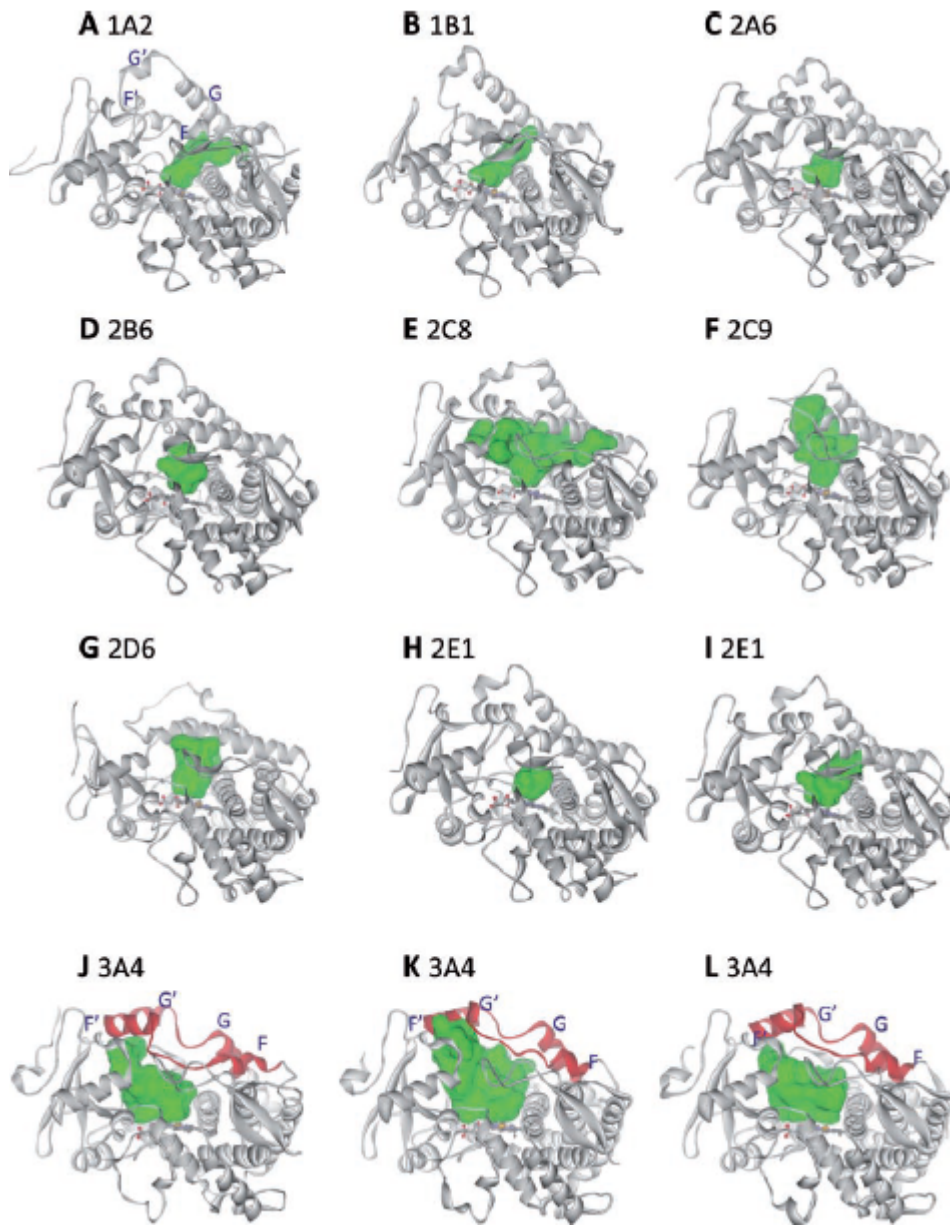 A 1A2
B 1B1
C 2A6
G'
F'
G
F
D 2B6
E 2C8
F 2C9
G 2D6
H 2E1
I 2E1
J 3A4
K 3A4
L 3A4
F'
G'
G
F
F'
G'
G
F
F'
G'
G
F